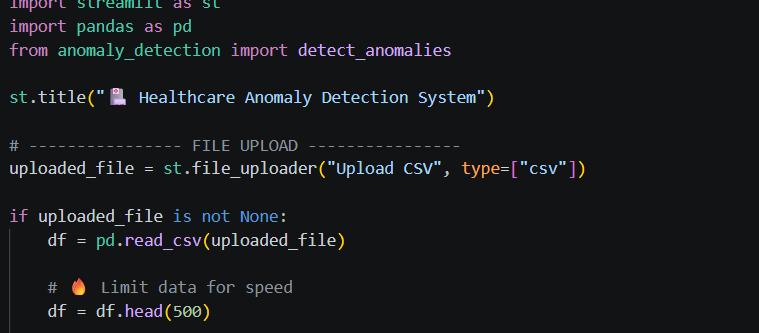 import streamlit as st
import pandas as pd
from anomaly_detection import detect_anomalies
st.title("🏥 Healthcare Anomaly Detection System")
# ---------------- FILE UPLOAD ----------------
uploaded_file = st.file_uploader("Upload CSV", type=["csv"])
if uploaded_file is not None:
    df = pd.read_csv(uploaded_file)
    # 🔥 Limit data for speed
    df = df.head(500)